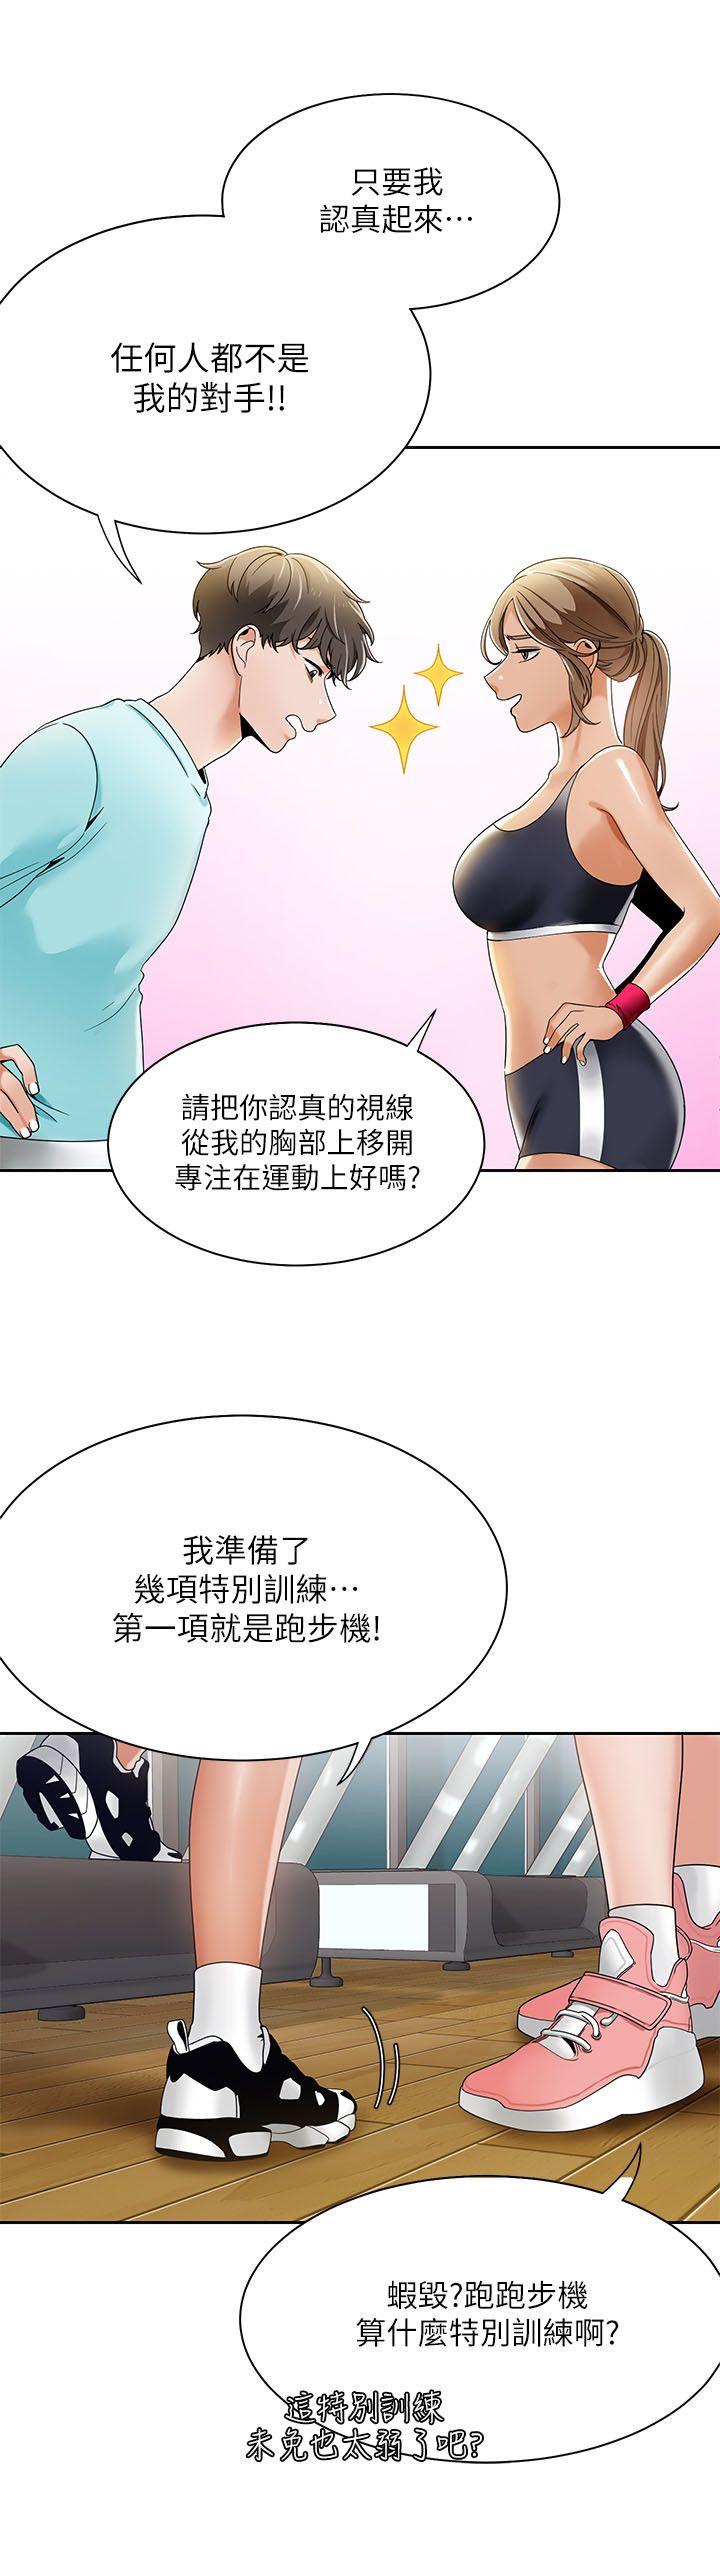 只要我
認真起來⋯
任何人都不是
我的對手!!
請把你認真的視線
從我的胸部上移開
專注在運動上好嗎?
我準備了
幾項特別訓練⋯
第一項就是跑步機!
蝦毀?跑跑步機
算什麼特別訓練啊?
這特別訓練
未免也太弱了吧?